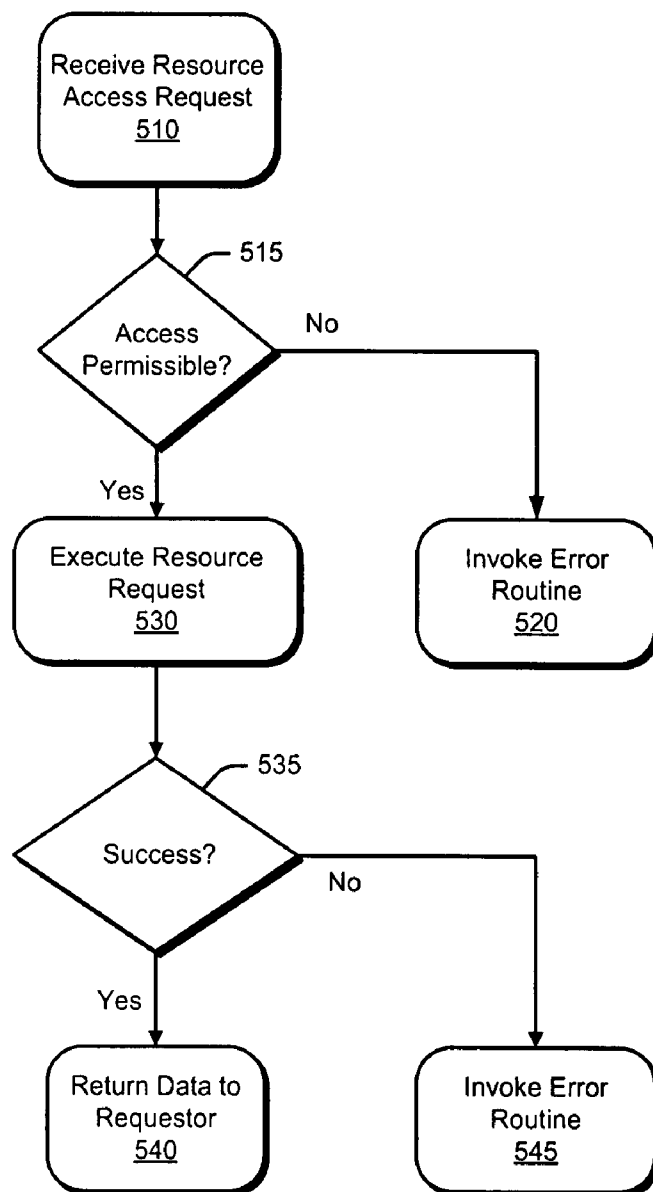 Receive Resource
Access Request
510
515
Access
Permissible?
No
Yes
Execute Resource
Request
530
Invoke Error
Routine
520
535
Success?
No
Yes
Return Data to
Requestor
540
Invoke Error
Routine
545